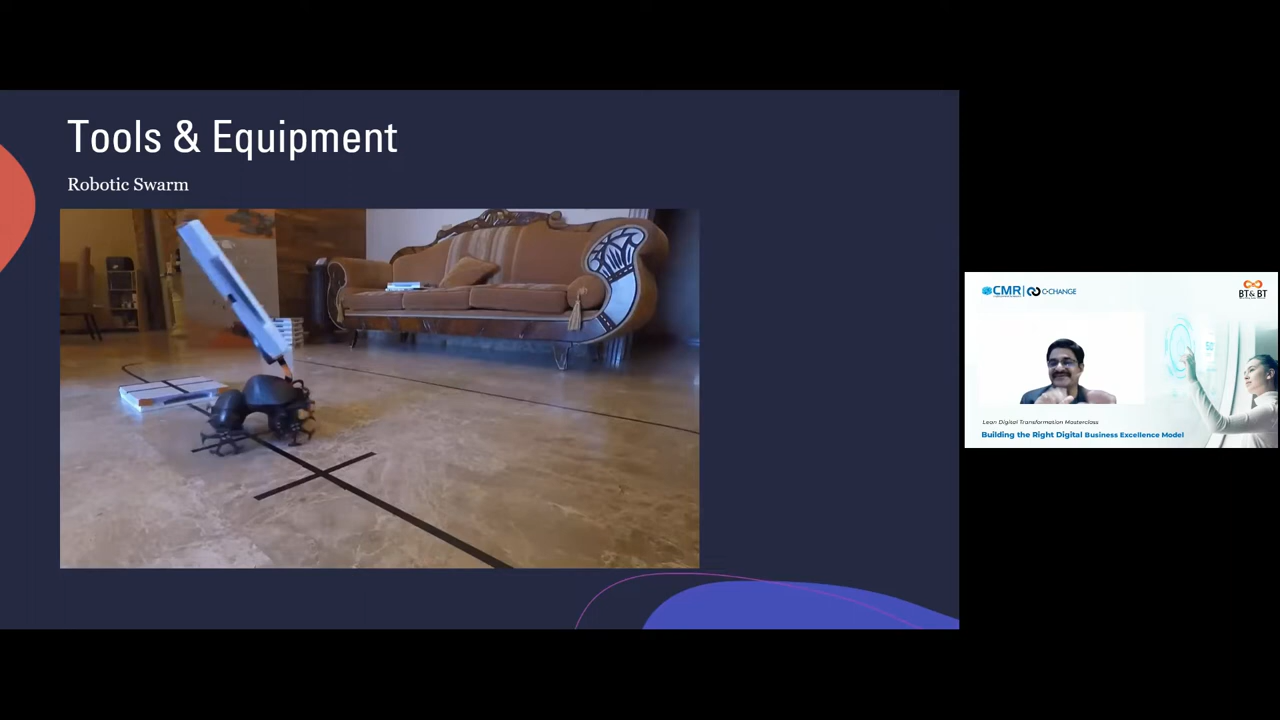 Tools & Equipment
Robotic Swarm
CMR
C-CHANGE
BT& BT
Lean Digital Transformation Masterclass
Building the Right Digital Business Excellence Model